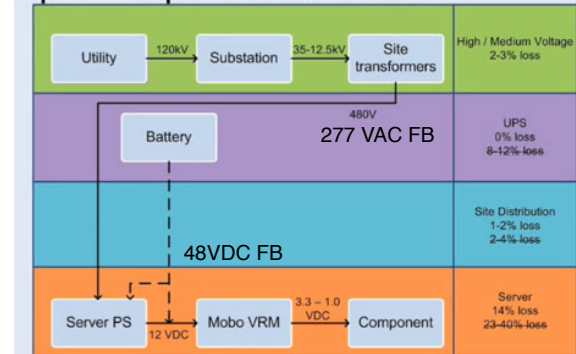 Utility
120kV
Substation
35-12.5kV
Site
transformers
High / Medium Voltage
2-3% loss
480V
Battery
277 VAC FB
UPS
0% loss
8-12% loss
48VDC FB
Site Distribution
1-2% loss
2-4% loss
Server PS
12 VDC
Mobo VRM
3.3 – 1.0
VDC
Component
Server
14% loss
23-40% loss